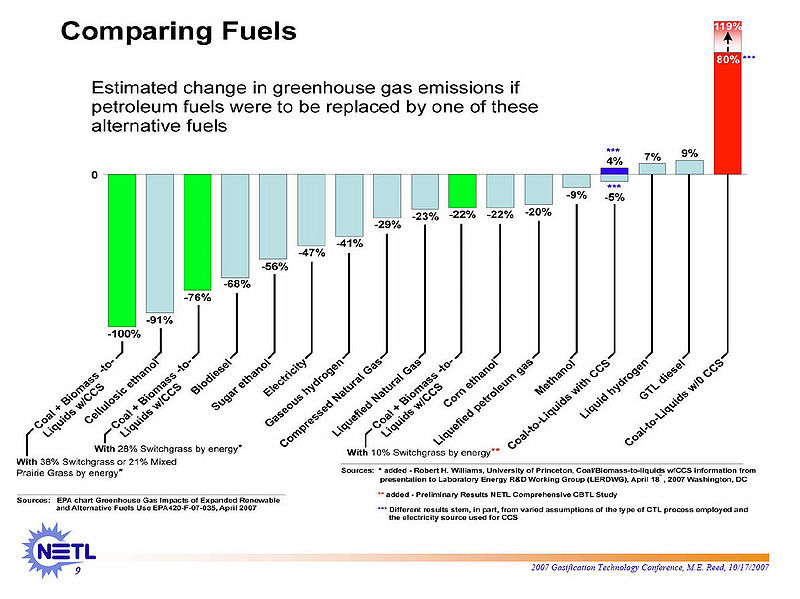 Comparing Fuels
119%
80% ***
Estimated change in greenhouse gas emissions if
petroleum fuels were to be replaced by one of these
alternative fuels
0
-100%
-91%
-76%
-68%
-56%
-47%
-41%
-29%
-23%
-22%
-22%
-20%
-9%
***
4%
***
-5%
7%
9%
Coal + Biomass -to-
Liquids w/CCS
Cellulosic ethanol
Coal + Biomass -to-
Liquids w/CCS
Biodiesel
Sugar ethanol
Electricity
Gaseous hydrogen
Compressed Natural Gas
Liquefied Natural Gas
Coal + Biomass -to-
Liquids w/CCS
Corn ethanol
Liquefied petroleum gas
Methanol
Coal-to-Liquids with CCS
Liquid hydrogen
GTL diesel
Coal-to-Liquids w/0 CCS
With 28% Switchgrass by energy*
With 38% Switchgrass or 21% Mixed
Prairie Grass by energy*
With 10% Switchgrass by energy**
Sources: EPA chart Greenhouse Gas Impacts of Expanded Renewable
and Alternative Fuels Use EPA420-F-07-035, April 2007
Sources: * added - Robert H. Williams, University of Princeton, Coal/Biomass-to-liquids w/CCS information from
presentation to Laboratory Energy R&D Working Group (LERDWG), April 18, 2007 Washington, DC
** added - Preliminary Results NETL Comprehensive CBTL Study
*** Different results stem, in part, from varied assumptions of the type of CTL process employed and
the electricity source used for CCS
NETL
9
2007 Gasification Technology Conference, M.E. Reed, 10/17/2007